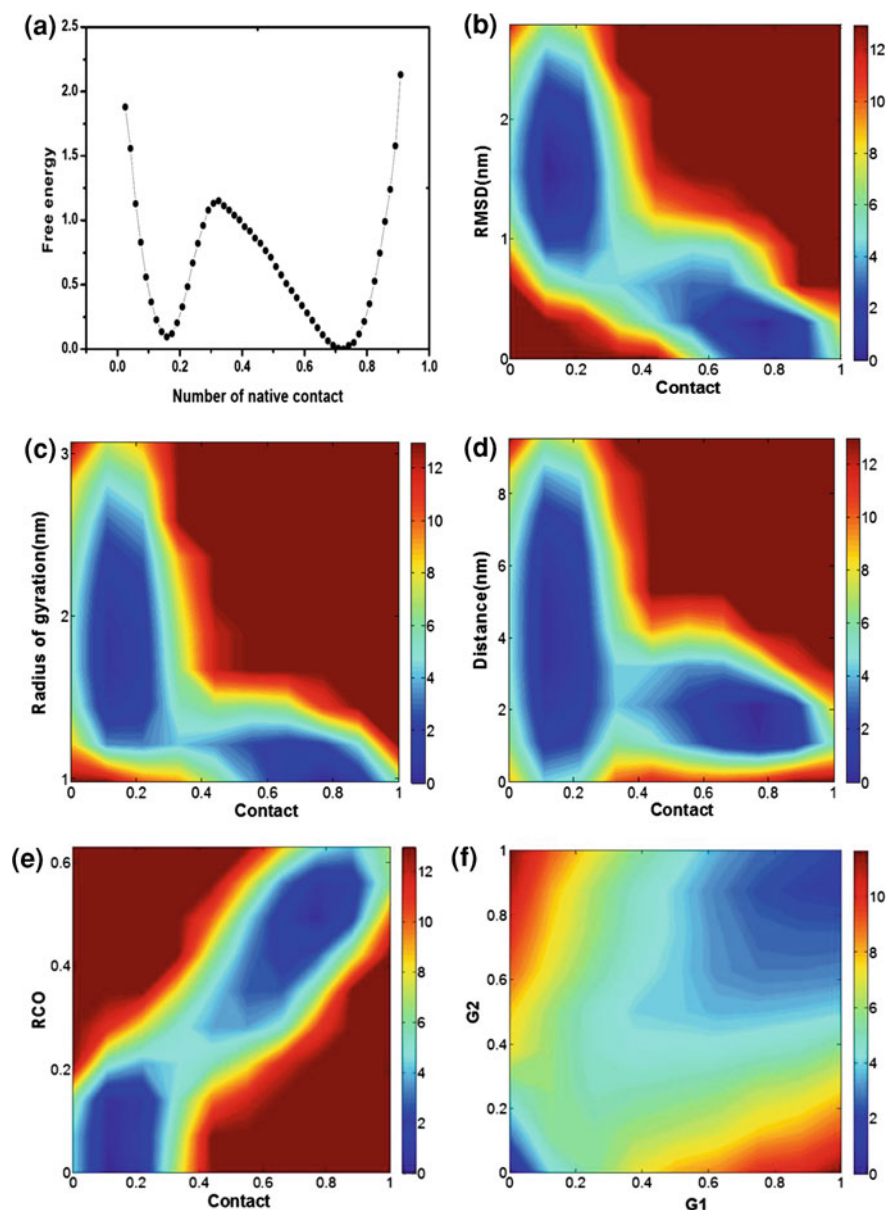 (a)
2.5
2.0
1.5
1.0
0.5
0.0
Free energy
0.0 0.2 0.4 0.6 0.8 1.0
Number of native contact
(b)
2
1
0
RMSD(nm)
0 0.2 0.4 0.6 0.8 1
Contact
12
10
8
6
4
2
0
(c)
3
2
1
Radius of gyration(nm)
0 0.2 0.4 0.6 0.8 1
Contact
12
10
8
6
4
2
0
(d)
8
6
4
2
0
Distance(nm)
0 0.2 0.4 0.6 0.8 1
Contact
12
10
8
6
4
2
0
(e)
0.6
0.4
0.2
0
RCO
0 0.2 0.4 0.6 0.8 1
Contact
12
10
8
6
4
2
0
(f)
1
0.8
0.6
0.4
0.2
0
G2
0 0.2 0.4 0.6 0.8 1
G1
10
8
6
4
2
0